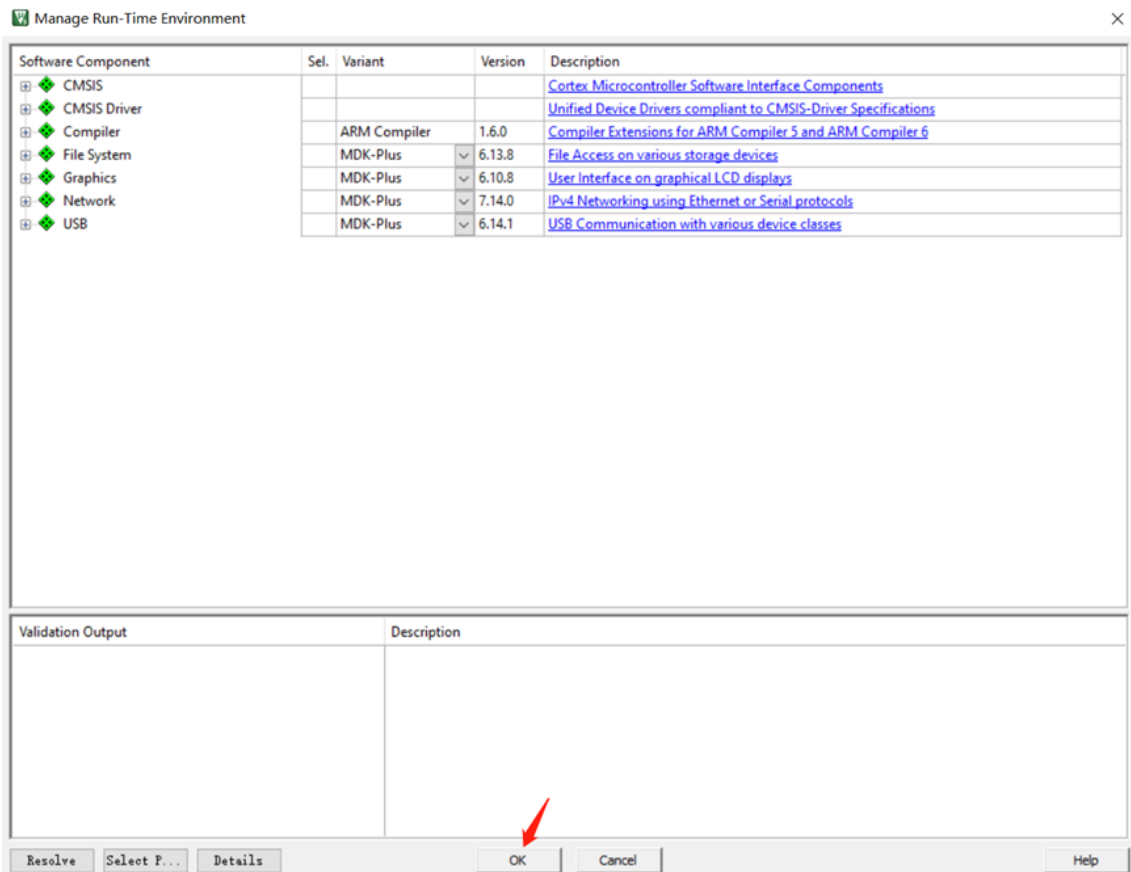 Manage Run-Time Environment
Software Component Sel. Variant Version Description
CMSIS Cortex Microcontroller Software Interface Components
CMSIS Driver Unified Device Drivers compliant to CMSIS-Driver Specifications
Compiler ARM Compiler 1.6.0 Compiler Extensions for ARM Compiler 5 and ARM Compiler 6
File System MDK-Plus 6.13.8 File Access on various storage devices
Graphics MDK-Plus 6.10.8 User Interface on graphical LCD displays
Network MDK-Plus 7.14.0 IPv4 Networking using Ethernet or Serial protocols
USB MDK-Plus 6.14.1 USB Communication with various device classes
Validation Output Description
Resolve Select P... Details OK Cancel Help